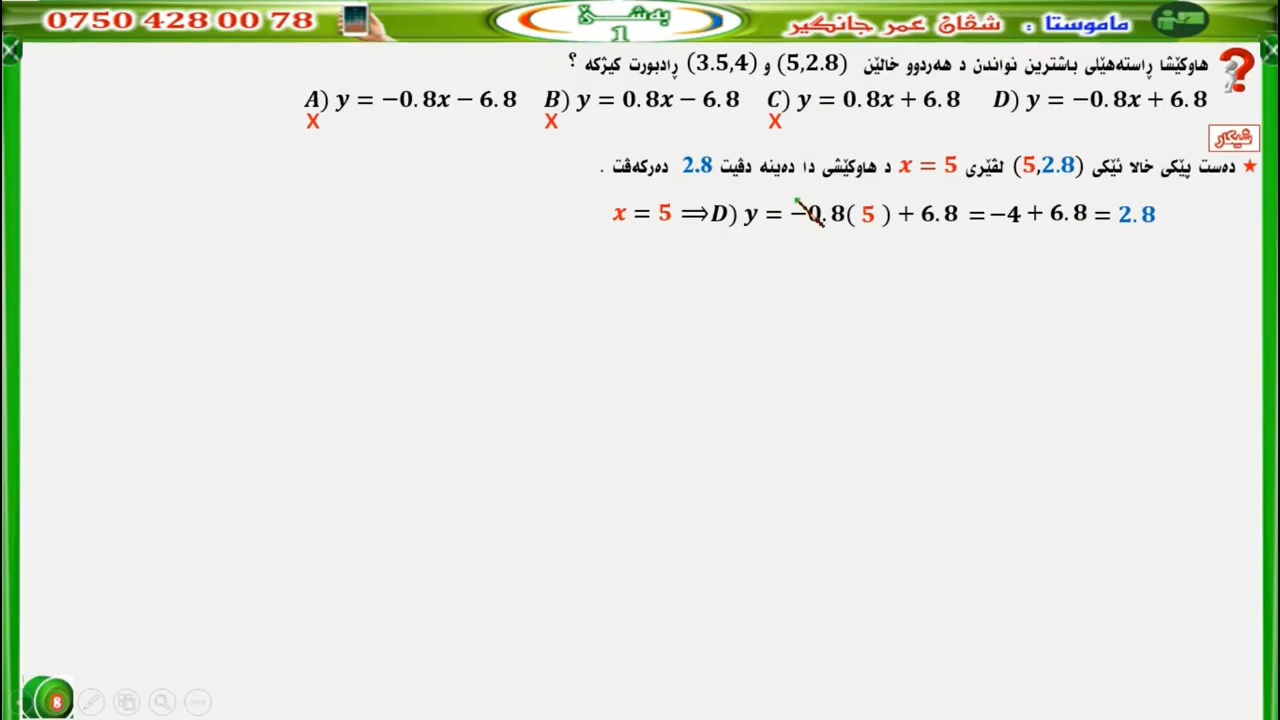 0750 428 00 78
بەشێ
1
ماموستا : شڤان عمر جانگیر
هاوکێشا ڕاستەهێلی باشترین نواندن د هەردوو خالێن (5,2.8) و (3.5,4) ڕادبورت کیژکە ؟
A) y = −0.8x − 6.8 B) y = 0.8x − 6.8 C) y = 0.8x + 6.8 D) y = −0.8x + 6.8
X X X
شیکار
★ دەست پێکی خالا ئێکی (5,2.8) لڤێری x = 5 د هاوکێشی دا دەینە دڤێت 2.8 دەرکەڤت .
x = 5 ⟹ D) y = −0.8( 5 ) + 6.8 = −4 + 6.8 = 2.8
8